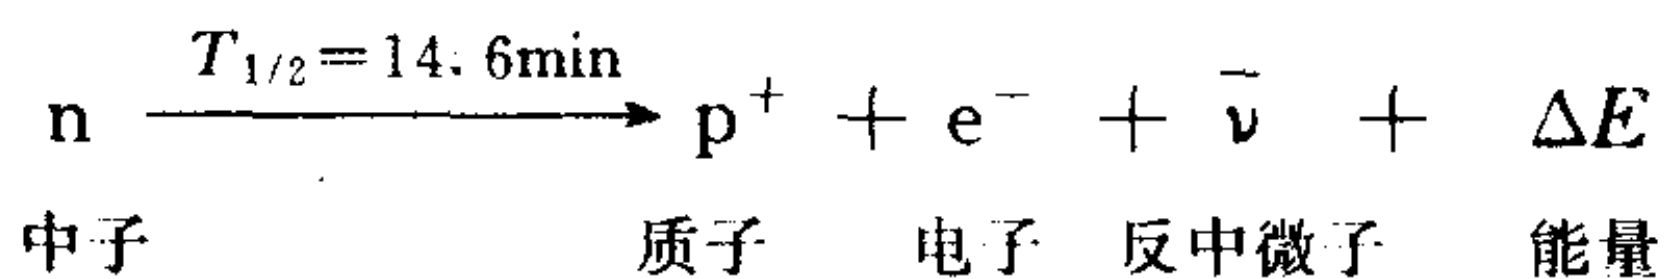 T1/2＝14. 6min
n ⟶ p⁺ + e⁻ + ν̄ + ΔE
中子 质子 电子 反中微子 能量